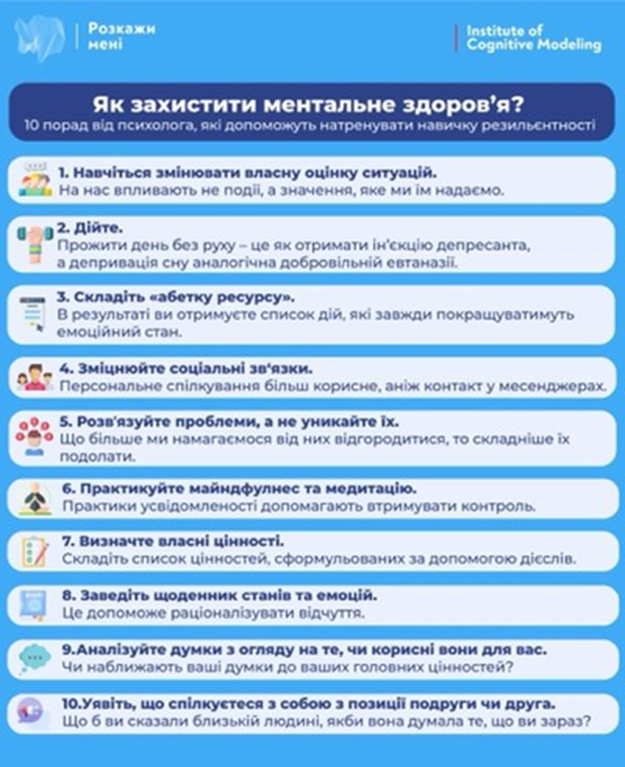 Розкажи
мені
Institute of
Cognitive Modeling
Як захистити ментальне здоров’я?
10 порад від психолога, які допоможуть натренувати навичку резильєнтності
1. Навчіться змінювати власну оцінку ситуацій.
На нас впливають не події, а значення, яке ми їм надаємо.
2. Дійте.
Прожити день без руху – це як отримати ін’єкцію депресанта,
а депривація сну аналогічна добровільній евтаназії.
3. Складіть «абетку ресурсу».
В результаті ви отримуєте список дій, які завжди покращуватимуть
емоційний стан.
4. Зміцнюйте соціальні зв‘язки.
Персональне спілкування більш корисне, аніж контакт у месенджерах.
5. Розв'язуйте проблеми, а не уникайте їх.
Що більше ми намагаємося від них відгородитися, то складніше їх
подолати.
6. Практикуйте майндфулнес та медитацію.
Практики усвідомленості допомагають втримувати контроль.
7. Визначте власні цінності.
Складіть список цінностей, сформульованих за допомогою дієслів.
8. Заведіть щоденник станів та емоцій.
Це допоможе раціоналізувати відчуття.
9.Аналізуйте думки з огляду на те, чи корисні вони для вас.
Чи наближають ваші думки до ваших головних цінностей?
10.Уявіть, що спілкуєтеся з собою з позиції подруги чи друга.
Що б ви сказали близькій людині, якби вона думала те, що ви зараз?